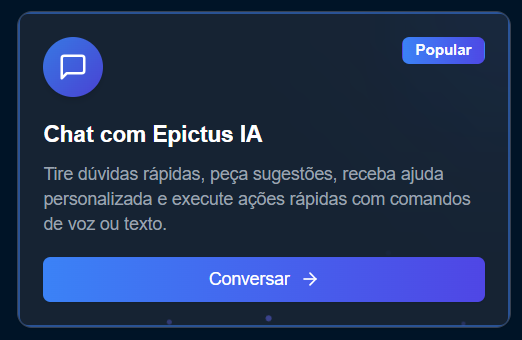 Popular
Chat com Epictus IA
Tire dúvidas rápidas, peça sugestões, receba ajuda
personalizada e execute ações rápidas com comandos
de voz ou texto.
Conversar →